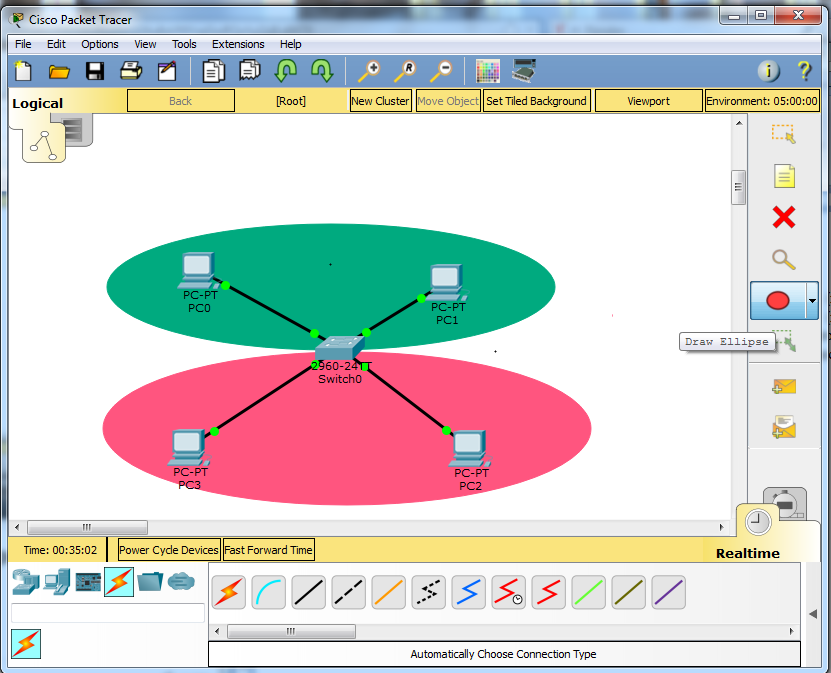 Cisco Packet Tracer
File Edit Options View Tools Extensions Help
Logical Back [Root] New Cluster Move Object Set Tiled Background Viewport Environment: 05:00:00
PC-PT
PC0
PC-PT
PC1
Draw Ellipse
2960-24TT
Switch0
PC-PT
PC3
PC-PT
PC2
Time: 00:35:02 Power Cycle Devices Fast Forward Time
Realtime
Automatically Choose Connection Type